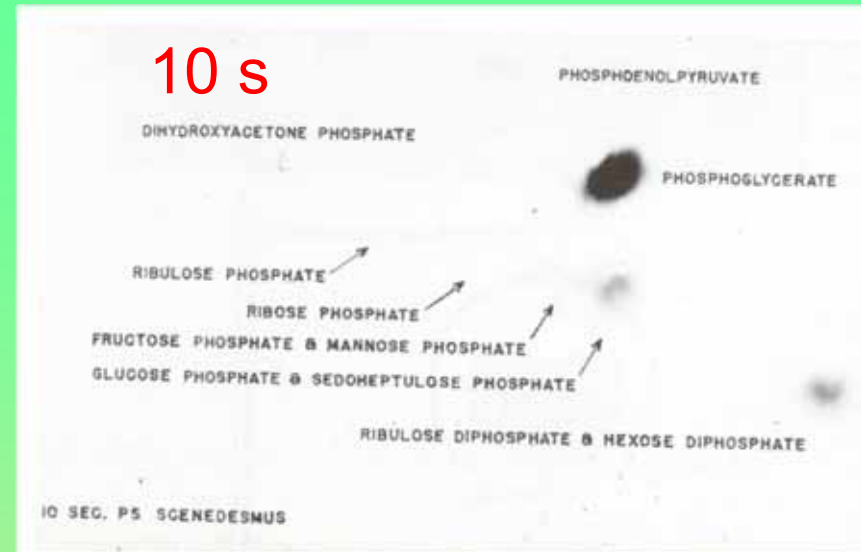 10 s
PHOSPHOENOLPYRUVATE
DIHYDROXYACETONE PHOSPHATE
PHOSPHOGLYCERATE
RIBULOSE PHOSPHATE
RIBOSE PHOSPHATE
FRUCTOSE PHOSPHATE & MANNOSE PHOSPHATE
GLUCOSE PHOSPHATE & SEDOHEPTULOSE PHOSPHATE
RIBULOSE DIPHOSPHATE & HEXOSE DIPHOSPHATE
10 SEC. PS SCENEDESMUS